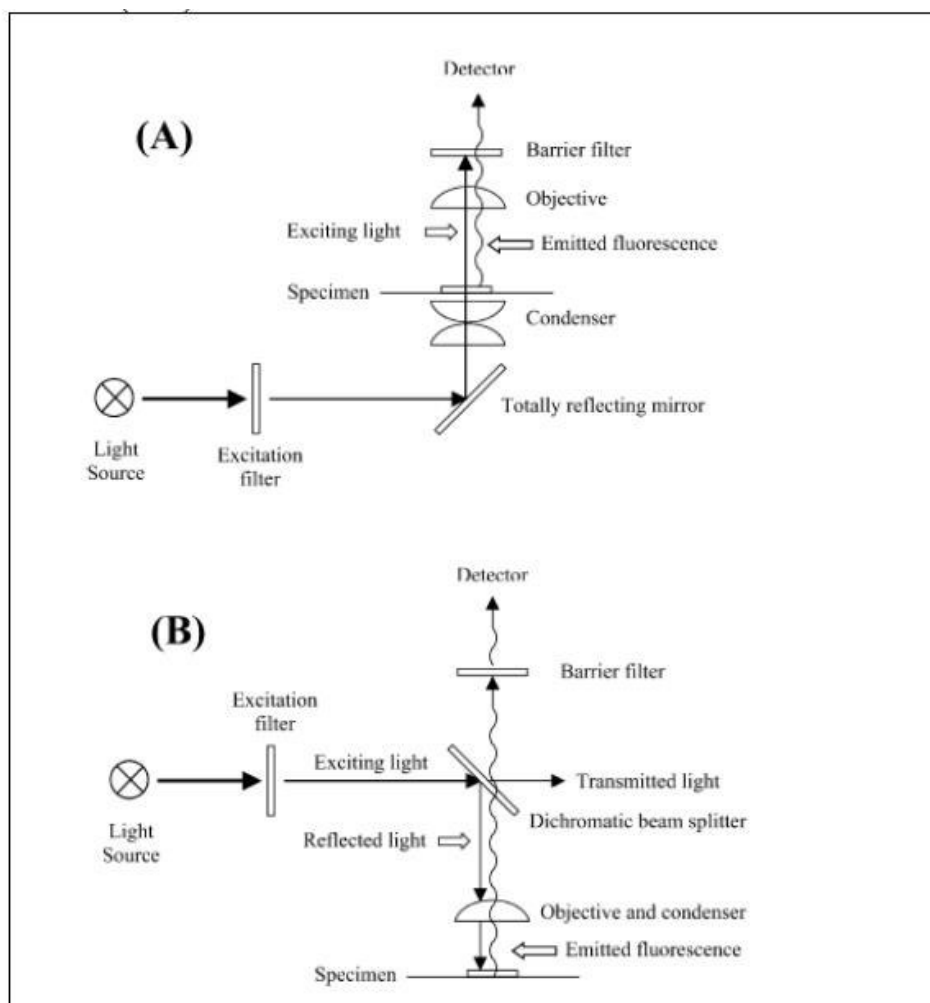 Detector
(A)
Barrier filter
Objective
Exciting light
Emitted fluorescence
Specimen
Condenser
Totally reflecting mirror
Light
Source
Excitation
filter
Detector
(B)
Barrier filter
Excitation
filter
Exciting light
Transmitted light
Dichromatic beam splitter
Light
Source
Reflected light
Objective and condenser
Emitted fluorescence
Specimen